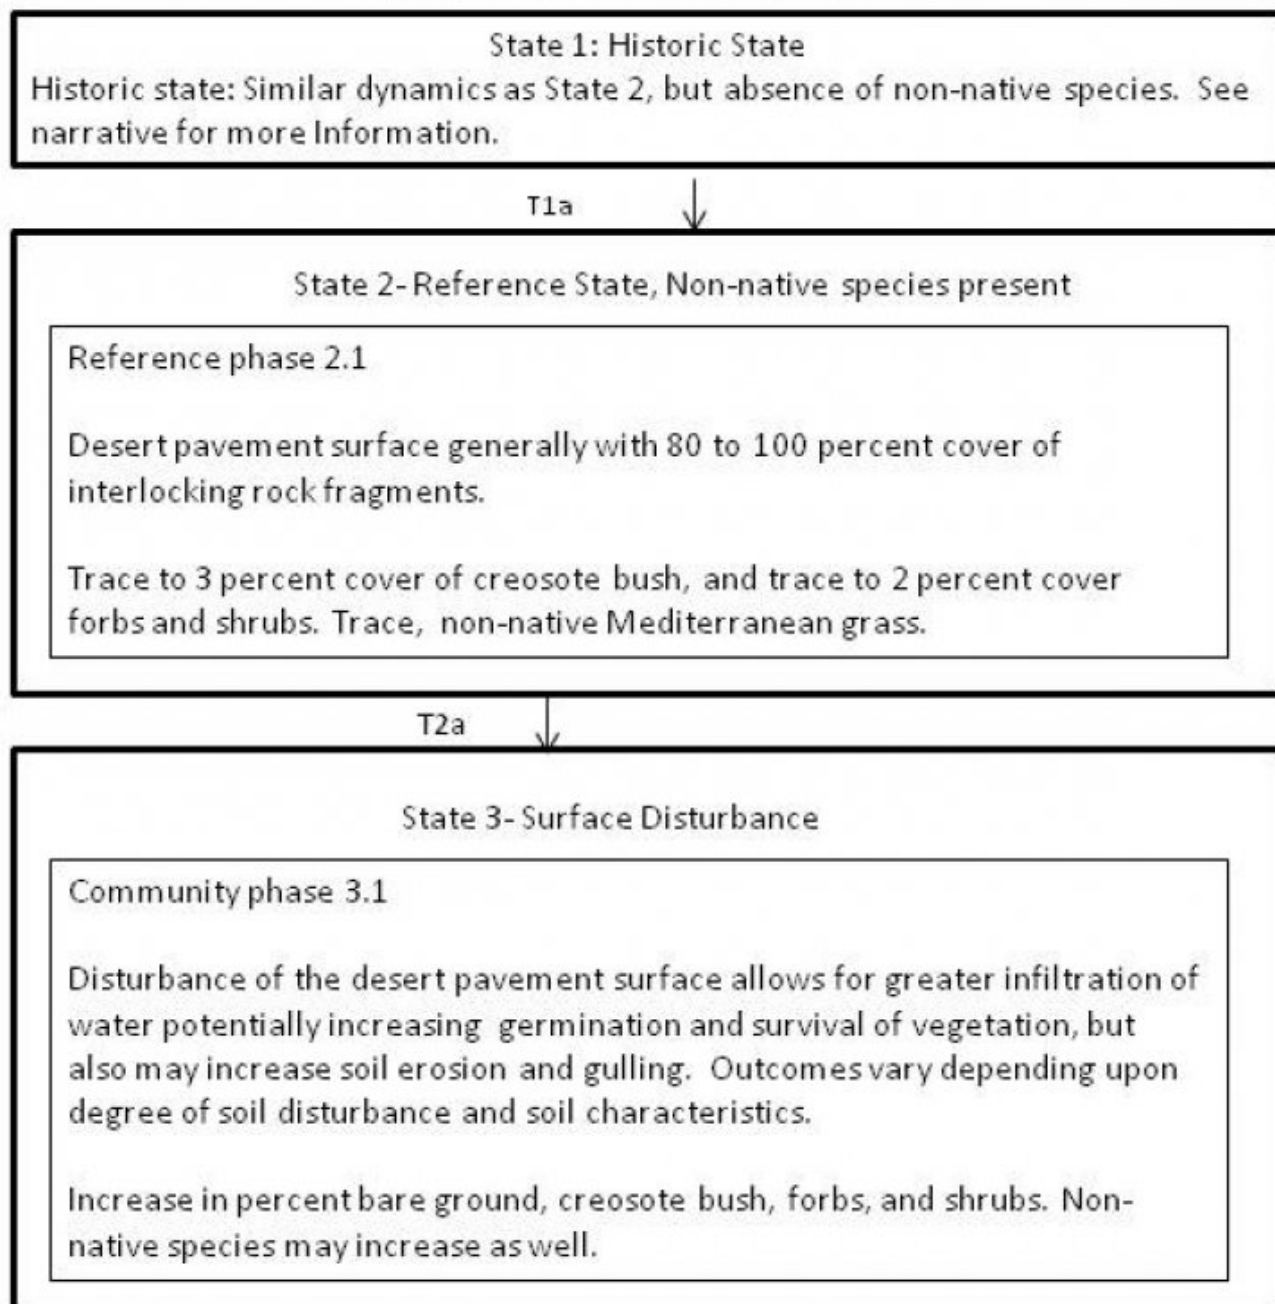 State 1: Historic State
Historic state: Similar dynamics as State 2, but absence of non-native species. See
narrative for more Information.
T1a
State 2- Reference State, Non-native species present
Reference phase 2.1
Desert pavement surface generally with 80 to 100 percent cover of
interlocking rock fragments.
Trace to 3 percent cover of creosote bush, and trace to 2 percent cover
forbs and shrubs. Trace, non-native Mediterranean grass.
T2a
State 3- Surface Disturbance
Community phase 3.1
Disturbance of the desert pavement surface allows for greater infiltration of
water potentially increasing germination and survival of vegetation, but
also may increase soil erosion and gulling. Outcomes vary depending upon
degree of soil disturbance and soil characteristics.
Increase in percent bare ground, creosote bush, forbs, and shrubs. Non-
native species may increase as well.